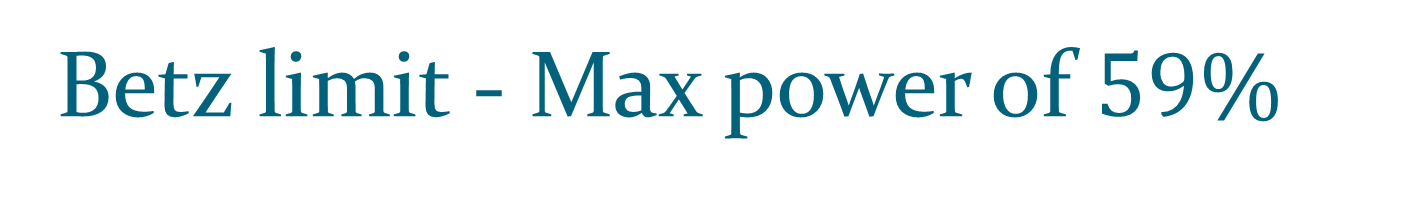 Betz limit - Max power of 59%